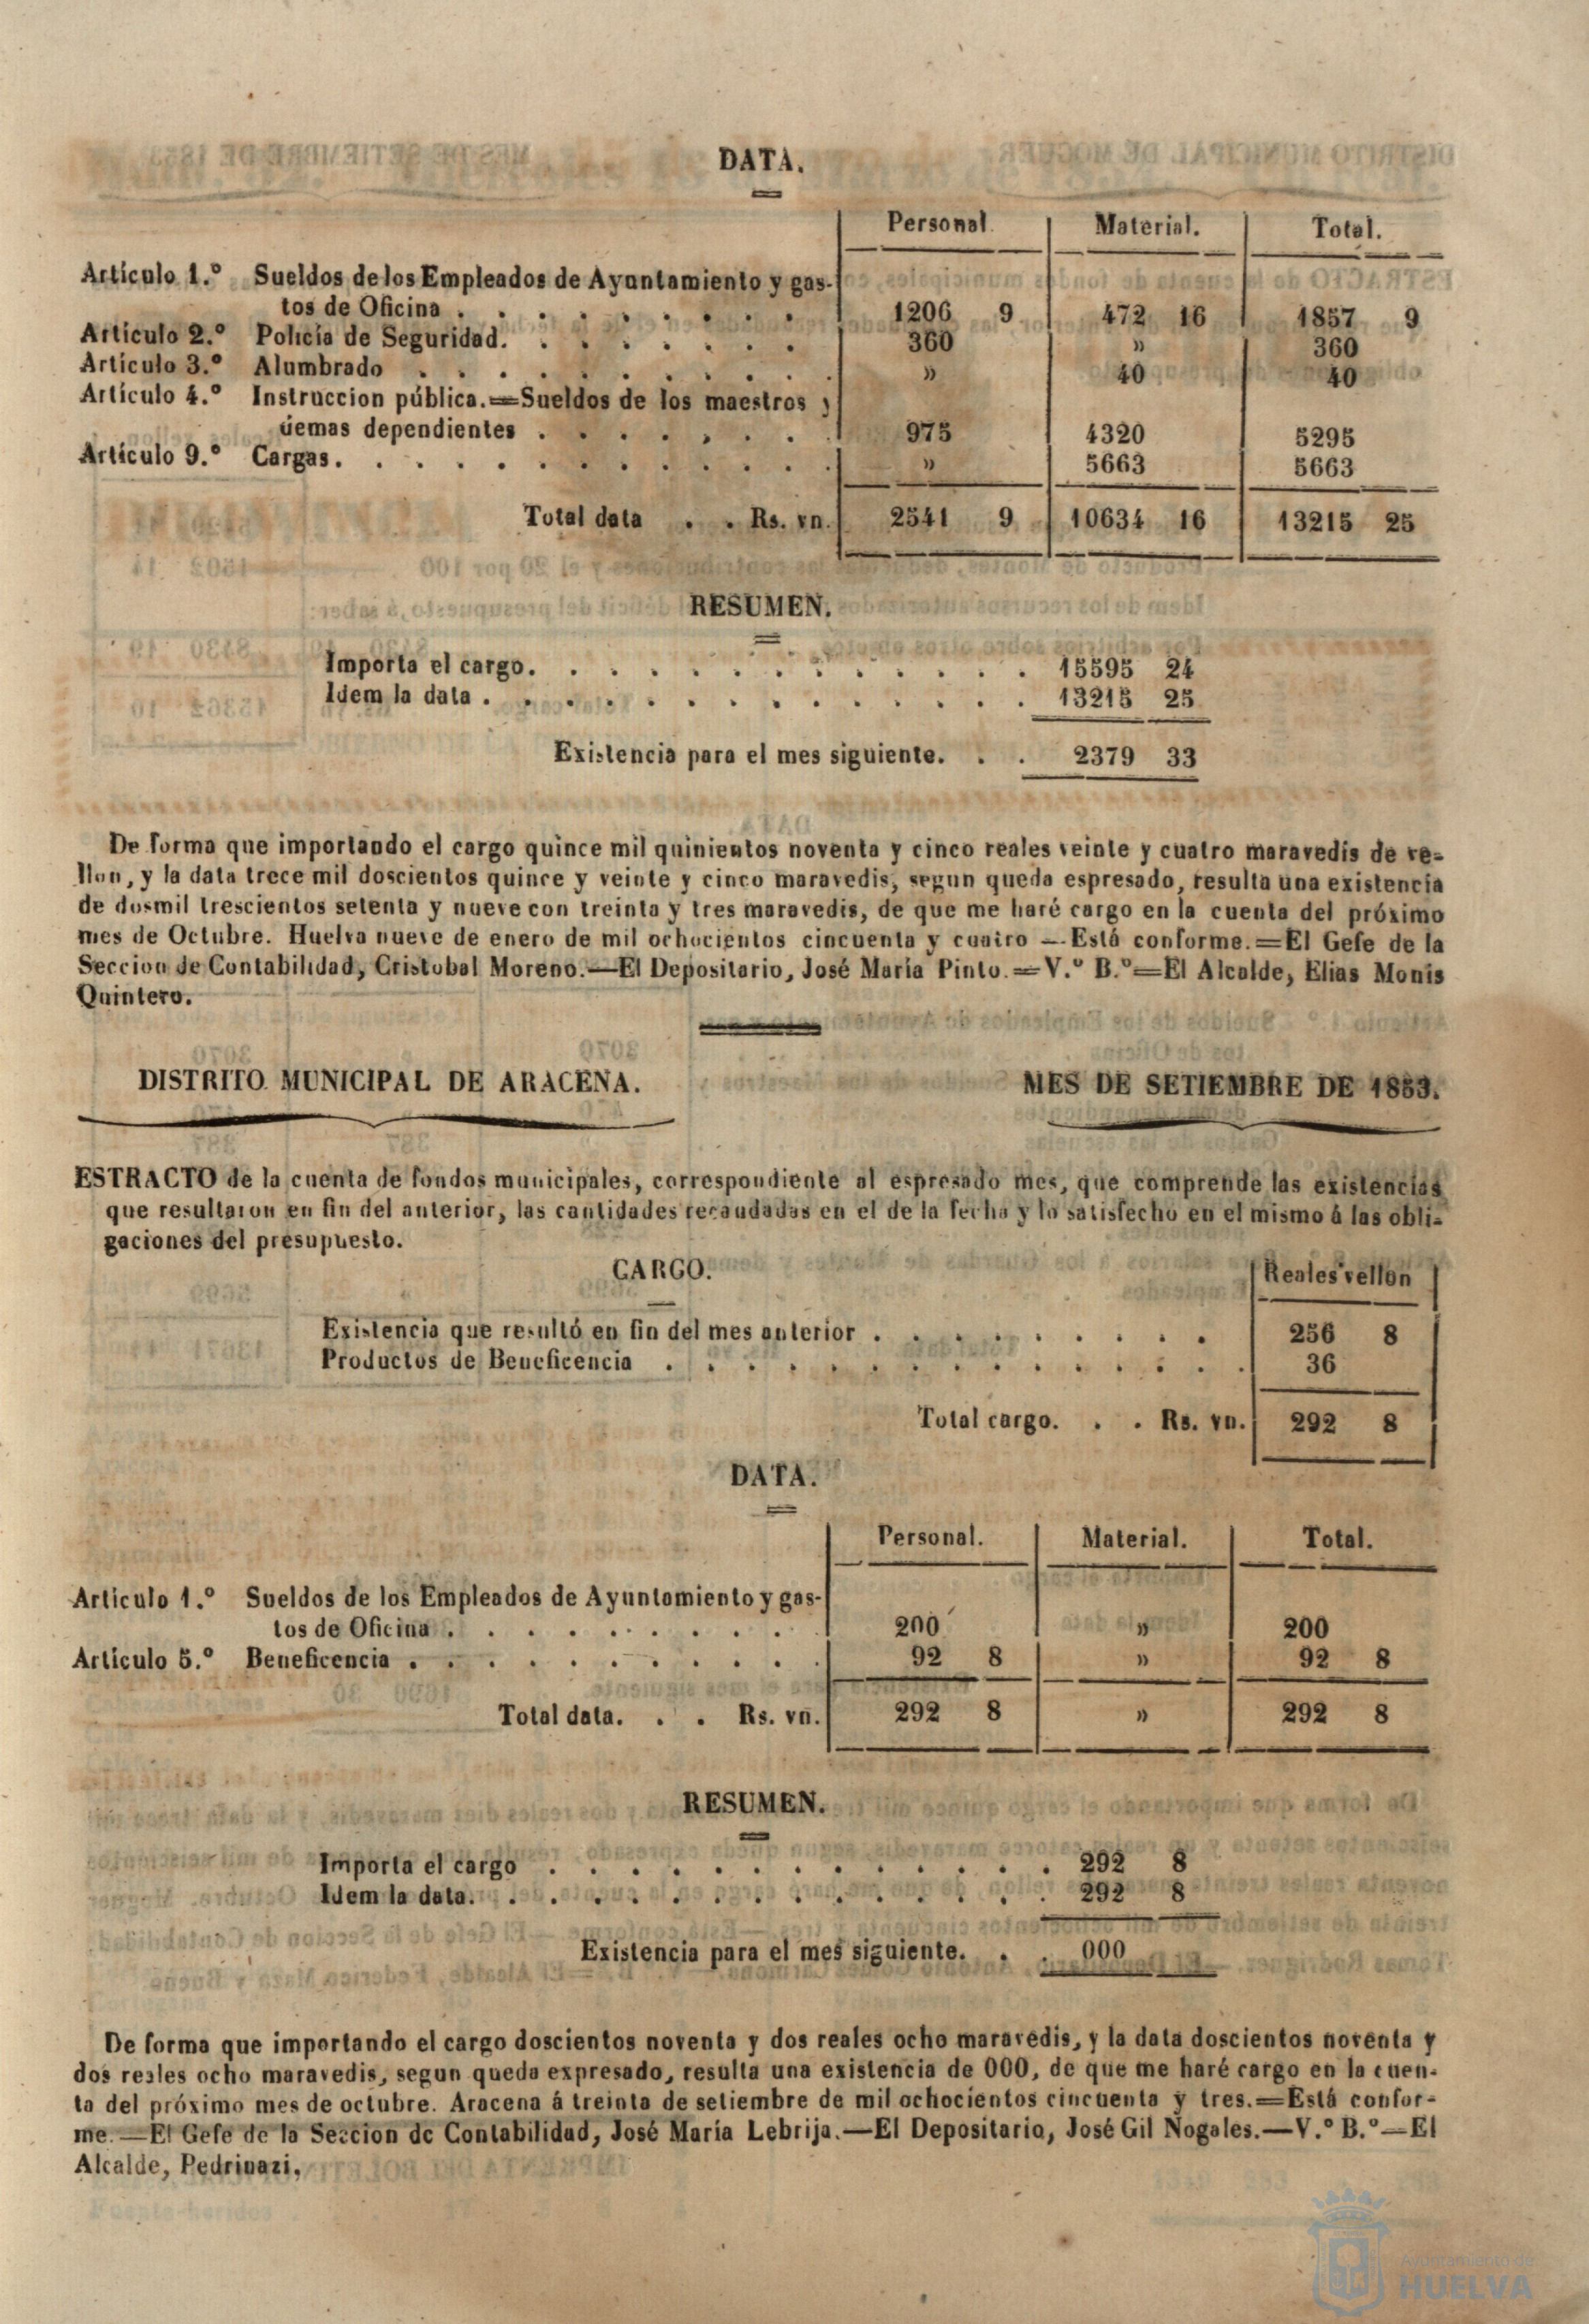 DATA.
Personal. Material. Total.
Artículo 1.º Sueldos de los Empleados de Ayuntamiento y gas-
tos de Oficina . . . . . . . . . 1206 9 472 16 1857 9
Artículo 2.º Policía de Seguridad. . . . . . . . 360 » 360
Artículo 3.º Alumbrado . . . . . . . . . . » 40 40
Artículo 4.º Instruccion pública.=Sueldos de los maestros y
demas dependientes . . . . . . . 975 4320 5295
Artículo 9.º Cargas. . . . . . . . . . . . » 5663 5663
Total data . . Rs. vn. 2541 9 10634 16 13215 25
RESUMEN.
Importa el cargo. . . . . . . . . . . . . 15595 24
Idem la data . . . . . . . . . . . . . . 13215 25
Existencia para el mes siguiente. . . 2379 33
De forma que importando el cargo quince mil quinientos noventa y cinco reales veinte y cuatro maravedís de ve-
llon, y la data trece mil doscientos quince y veinte y cinco maravedis, segun queda espresado, resulta una existencia
de dosmil trescientos setenta y nueve con treinta y tres maravedis, de que me haré cargo en la cuenta del próximo
mes de Octubre. Huelva nueve de enero de mil ochocientos cincuenta y cuatro —Está conforme.=El Gefe de la
Seccion de Contabilidad, Cristobal Moreno.—El Depositario, José María Pinto.=V.º B.º=El Alcalde, Elias Monis
Quintero.
DISTRITO MUNICIPAL DE ARACENA. MES DE SETIEMBRE DE 1853.
ESTRACTO de la cuenta de fondos municipales, correspondiente al espresado mes, que comprende las existencias
que resultaron en fin del anterior, las cantidades recaudadas en el de la fecha y lo satisfecho en el mismo á las obli-
gaciones del presupuesto.
CARGO. Reales vellon
Existencia que resultó en fin del mes anterior . . . . . . . . . 256 8
Productos de Beneficencia . . . . . . . . . . . . . . . 36
Total cargo. . . Rs. vn. 292 8
DATA.
Personal. Material. Total.
Artículo 1.º Sueldos de los Empleados de Ayuntamiento y gas-
tos de Oficina . . . . . . . . . . 200 » 200
Artículo 5.º Beneficencia . . . . . . . . . . . 92 8 » 92 8
Total data. . . Rs. vn. 292 8 » 292 8
RESUMEN.
Importa el cargo . . . . . . . . . . . . . 292 8
Idem la data. . . . . . . . . . . . . . . 292 8
Existencia para el mes siguiente. . . 000
De forma que importando el cargo doscientos noventa y dos reales ocho maravedis, y la data doscientos noventa y
dos reales ocho maravedis, segun queda expresado, resulta una existencia de 000, de que me haré cargo en la cuen-
ta del próximo mes de octubre. Aracena á treinta de setiembre de mil ochocientos cincuenta y tres.=Está confor-
me.—El Gefe de la Seccion de Contabilidad, José María Lebrija.—El Depositario, José Gil Nogales.—V.º B.º—El
Alcalde, Pedrinazi.
Ayuntamiento de
HUELVA